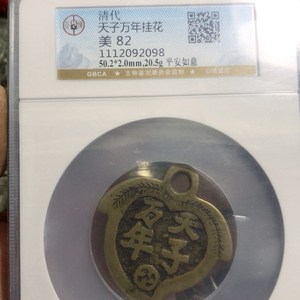 清代
天子万年挂花
美 82
1112092098
50.2*2.0mm,20.5g 平安如意
GBCA
天子
万年